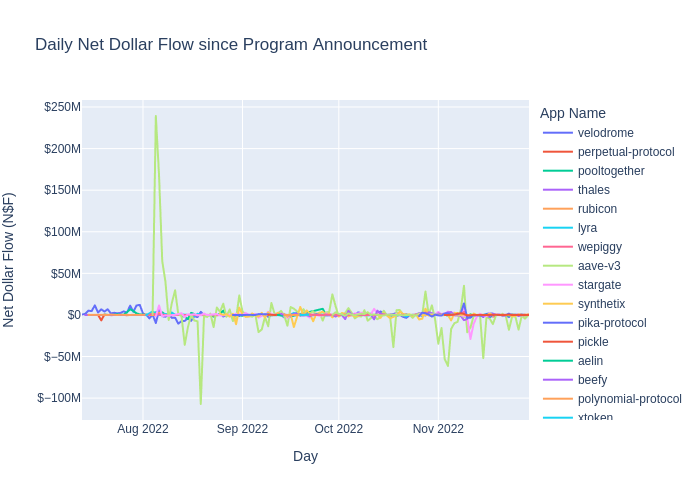 Daily Net Dollar Flow since Program Announcement
App Name
velodrome
perpetual-protocol
pooltogether
thales
rubicon
lyra
wepiggy
aave-v3
stargate
synthetix
pika-protocol
pickle
aelin
beefy
polynomial-protocol
xtoken
$250M
$200M
$150M
$100M
$50M
$0
$−50M
$−100M
Net Dollar Flow (N$F)
Aug 2022
Sep 2022
Oct 2022
Nov 2022
Day